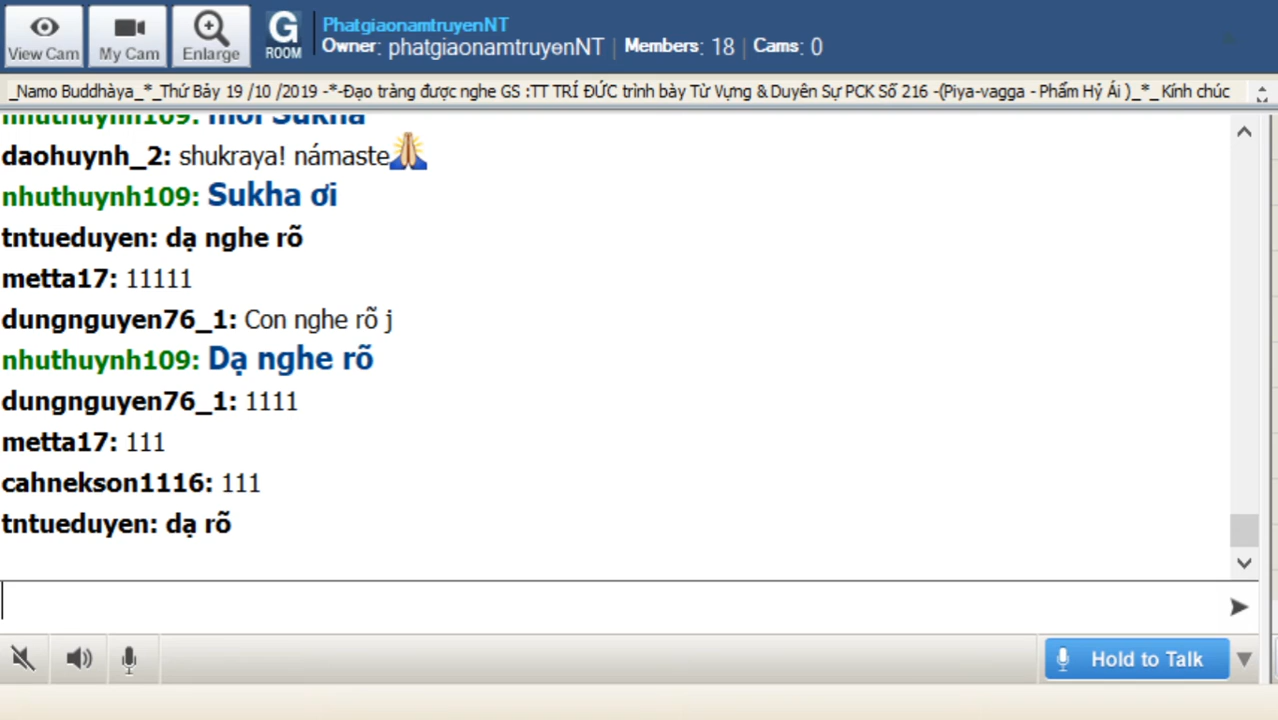 PhatgiaonamtruyenNT
Owner: phatgiaonamtruyenNT | Members: 18 | Cams: 0
View Cam
My Cam
Enlarge
G
ROOM
_Namo Buddhàya_*_Thứ Bảy 19 /10 /2019 -*-Đạo tràng được nghe GS :TT TRÍ ĐỨC trình bày Từ Vựng & Duyên Sự PCK Số 216 -(Piya-vagga - Phẩm Hỷ Ái )_*_ Kính chúc
nhuthuynh109: mời Sukha
daohuynh_2: shukraya! námaste🙏
nhuthuynh109: Sukha ơi
tntueduyen: dạ nghe rõ
metta17: 11111
dungnguyen76_1: Con nghe rõ j
nhuthuynh109: Dạ nghe rõ
dungnguyen76_1: 1111
metta17: 111
cahnekson1116: 111
tntueduyen: dạ rõ
Hold to Talk